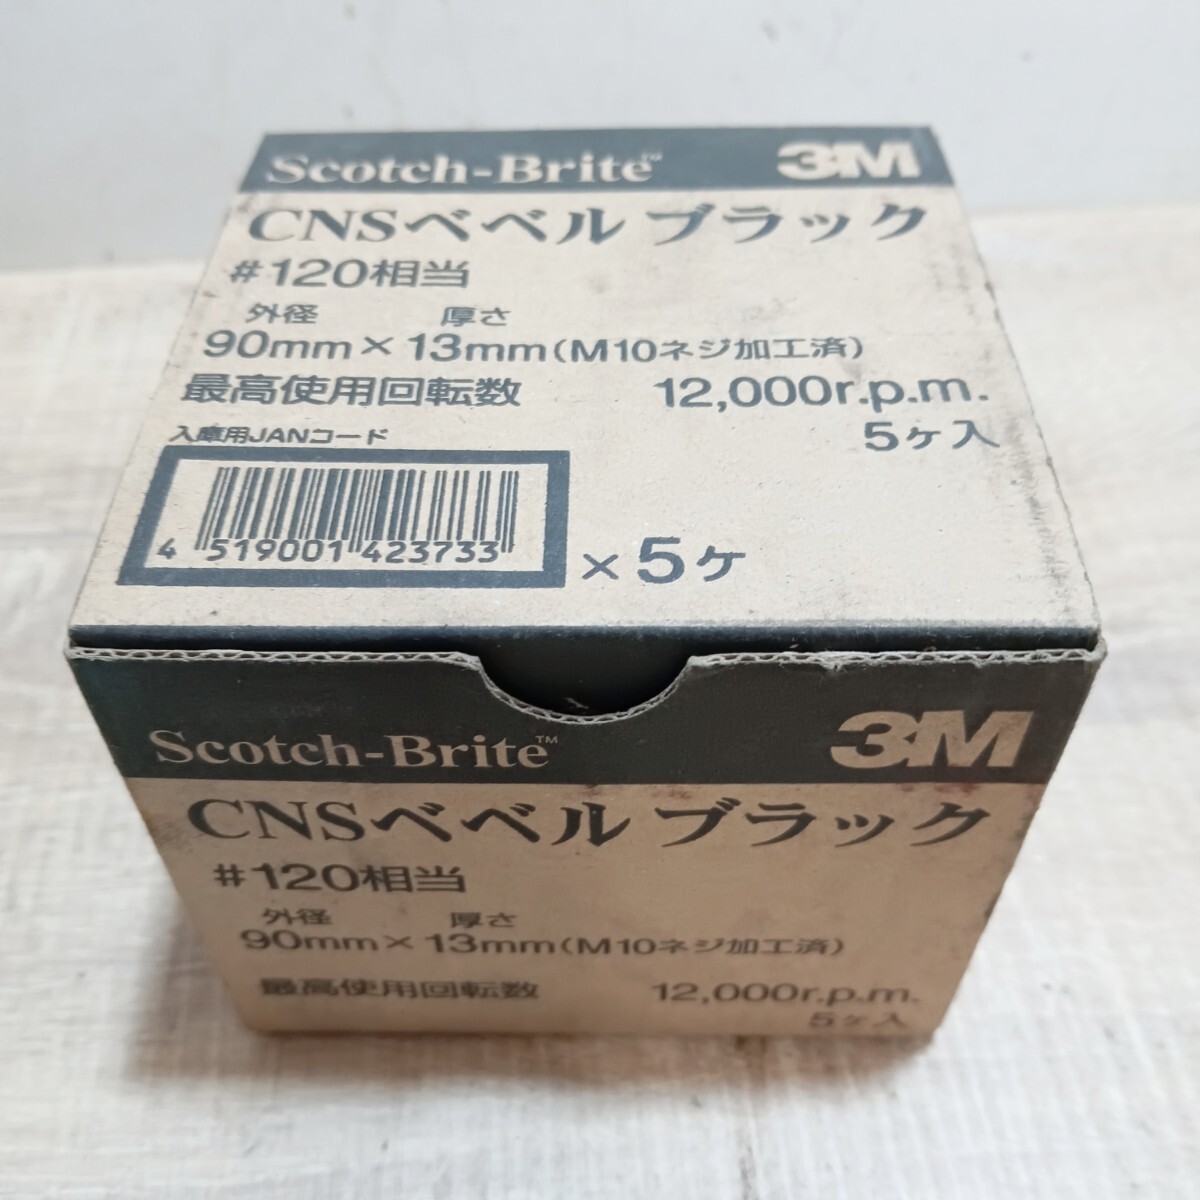 Scotch-Brite™ 3M
CNSベベル ブラック
#120相当
外径 厚さ
90mm×13mm(M10ネジ加工済)
最高使用回転数 12,000r.p.m.
5ケ入
入庫用JANコード
4 519001 423733
×5ケ
Scotch-Brite™ 3M
CNSベベル ブラック
#120相当
外径 厚さ
90mm×13mm(M10ネジ加工済)
最高使用回転数 12,000r.p.m.
5ケ入